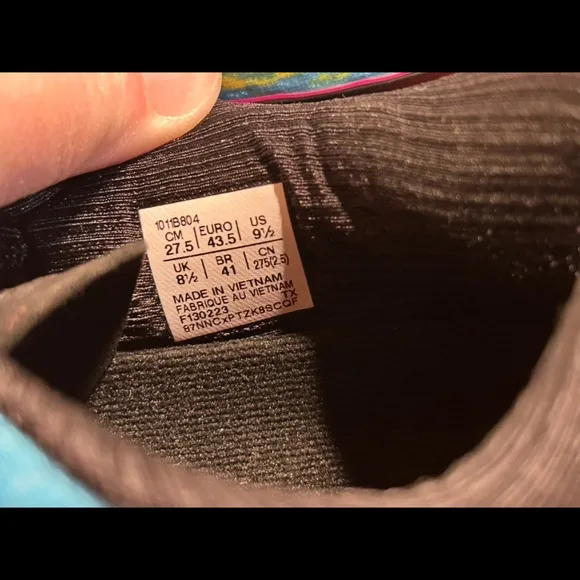 1011B804
CM EURO US
27.5 43.5 9½
UK BR CN
8½ 41 275(2.5)
MADE IN VIETNAM
FABRIQUE AU VIETNAM
F130223 TX